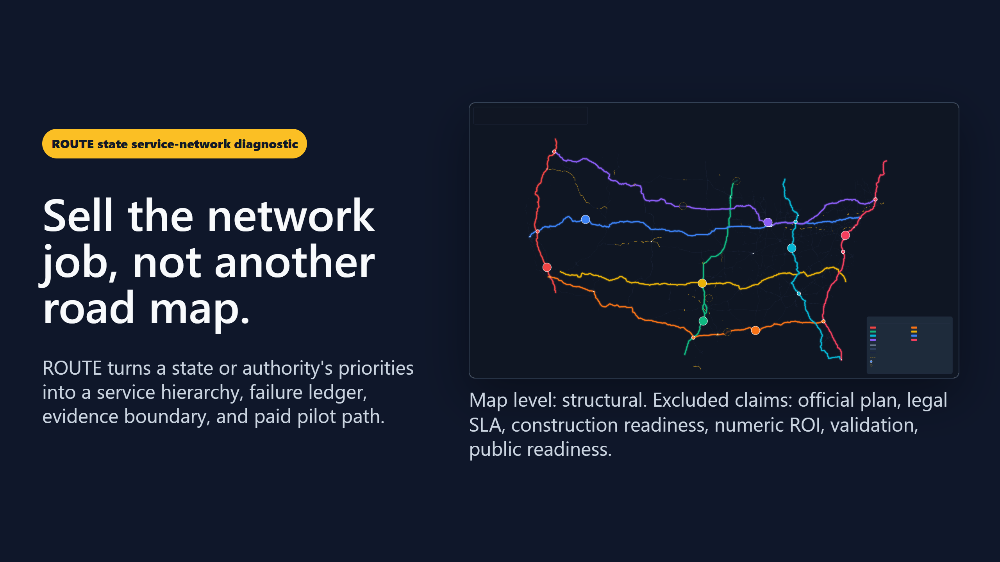 ROUTE state service-network diagnostic
Sell the network
job, not another
road map.
ROUTE turns a state or authority's priorities
into a service hierarchy, failure ledger,
evidence boundary, and paid pilot path.
Map level: structural. Excluded claims: official plan, legal
SLA, construction readiness, numeric ROI, validation,
public readiness.